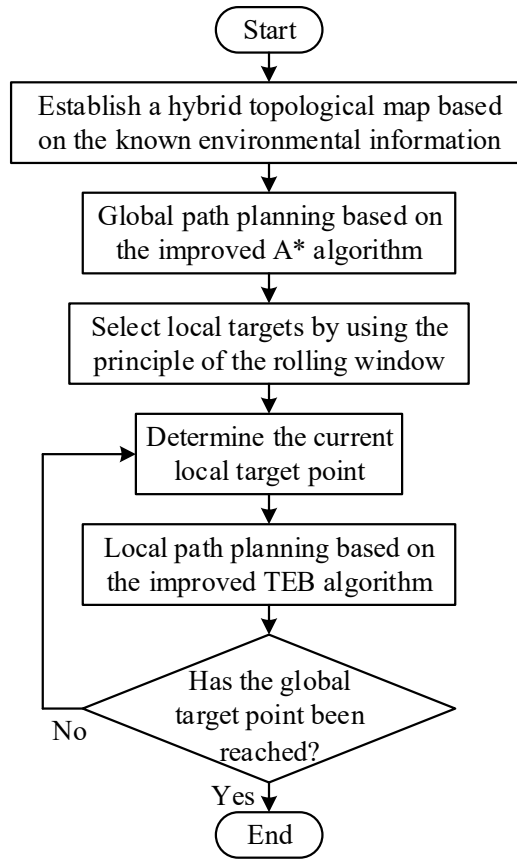 Start
Establish a hybrid topological map based
on the known environmental information
Global path planning based on
the improved A* algorithm
Select local targets by using the
principle of the rolling window
Determine the current
local target point
Local path planning based on
the improved TEB algorithm
Has the global
target point been
reached?
No
Yes
End